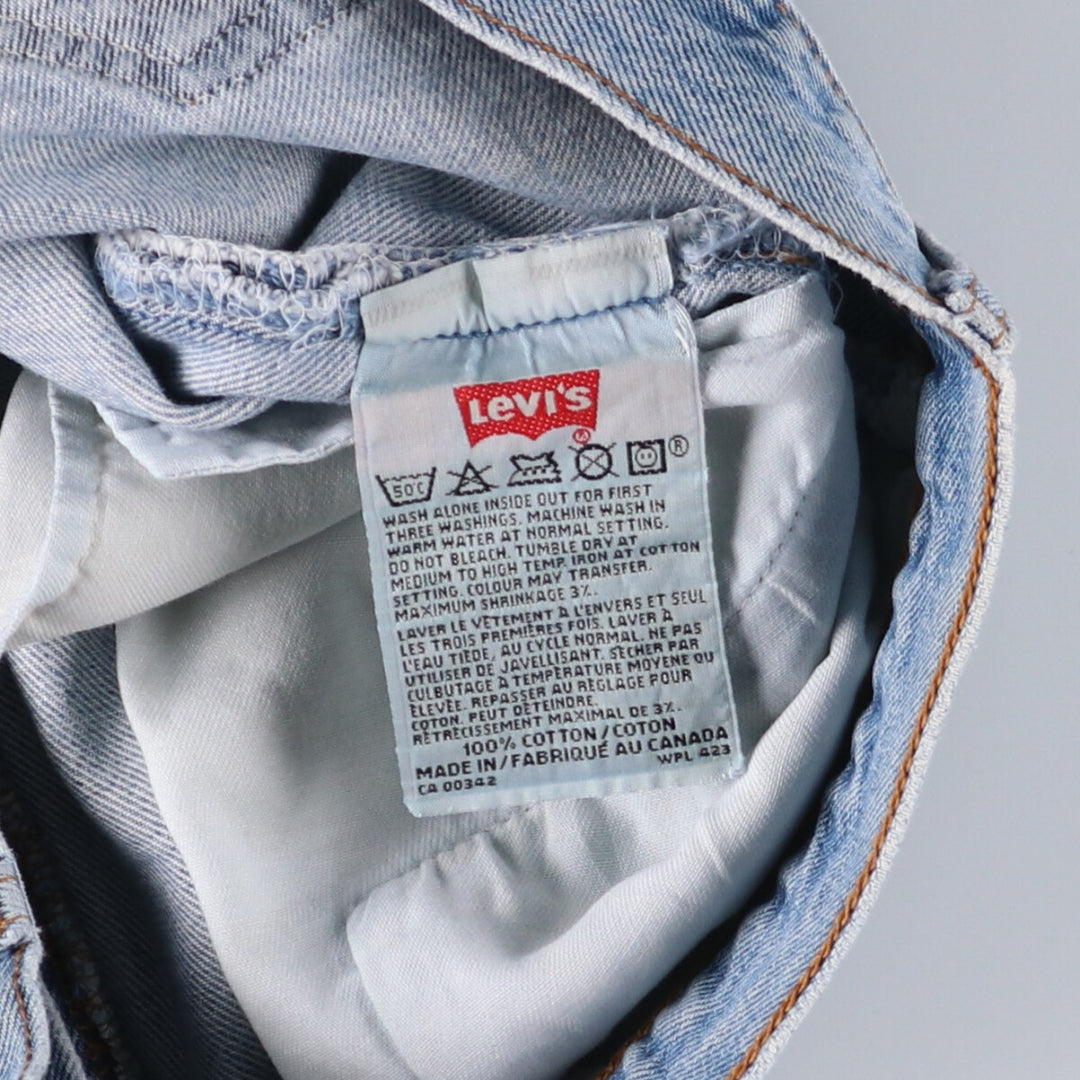 Levi's
M
50C
®
WASH ALONE INSIDE OUT FOR FIRST
THREE WASHINGS. MACHINE WASH IN
WARM WATER AT NORMAL SETTING.
DO NOT BLEACH. TUMBLE DRY AT
MEDIUM TO HIGH TEMP. IRON AT COTTON
SETTING. COLOUR MAY TRANSFER.
MAXIMUM SHRINKAGE 3%.
LAVER LE VÊTEMENT À L'ENVERS ET SEUL
LES TROIS PREMIÈRES FOIS. LAVER À
L'EAU TIÈDE, AU CYCLE NORMAL. NE PAS
UTILISER DE JAVELLISANT. SÉCHER PAR
CULBUTAGE À TEMPÉRATURE MOYENNE OU
ÉLEVÉE. REPASSER AU RÉGLAGE POUR
COTON. PEUT DÉTEINDRE.
RÉTRÉCISSEMENT MAXIMAL DE 3%.
100% COTTON/COTON
MADE IN/FABRIQUÉ AU CANADA
CA 00342 WPL 423